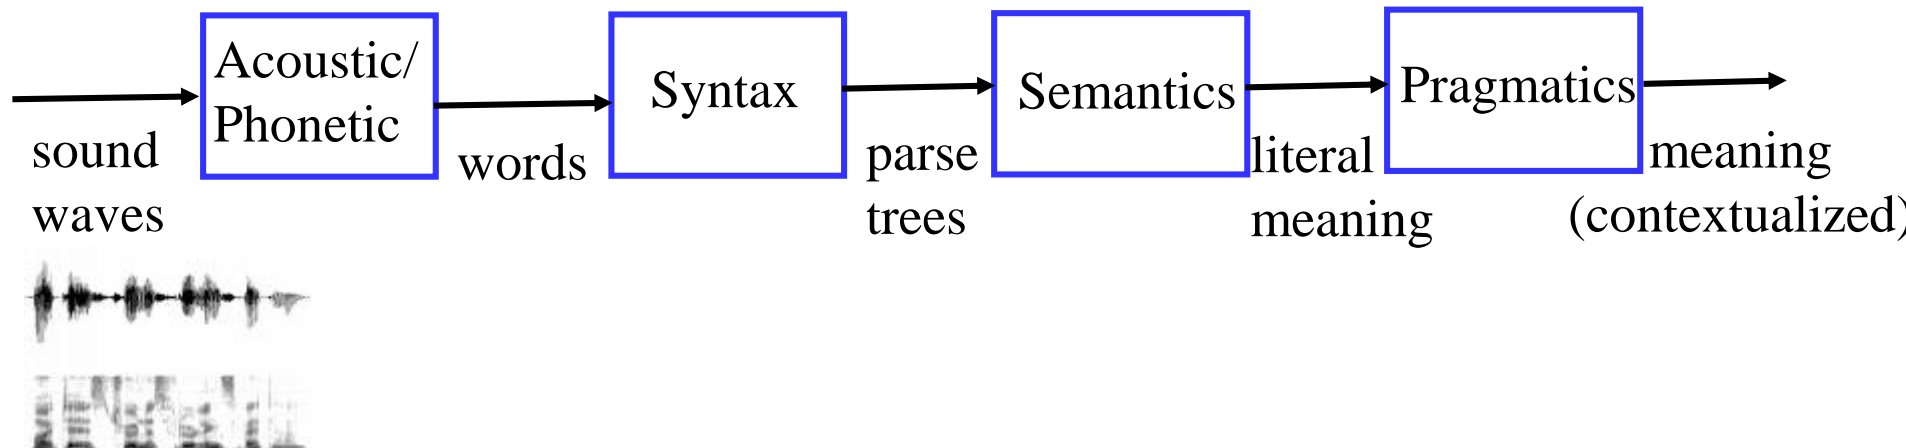 Acoustic/
Phonetic
Syntax
Semantics
Pragmatics
sound
waves
words
parse
trees
literal
meaning
meaning
(contextualized)